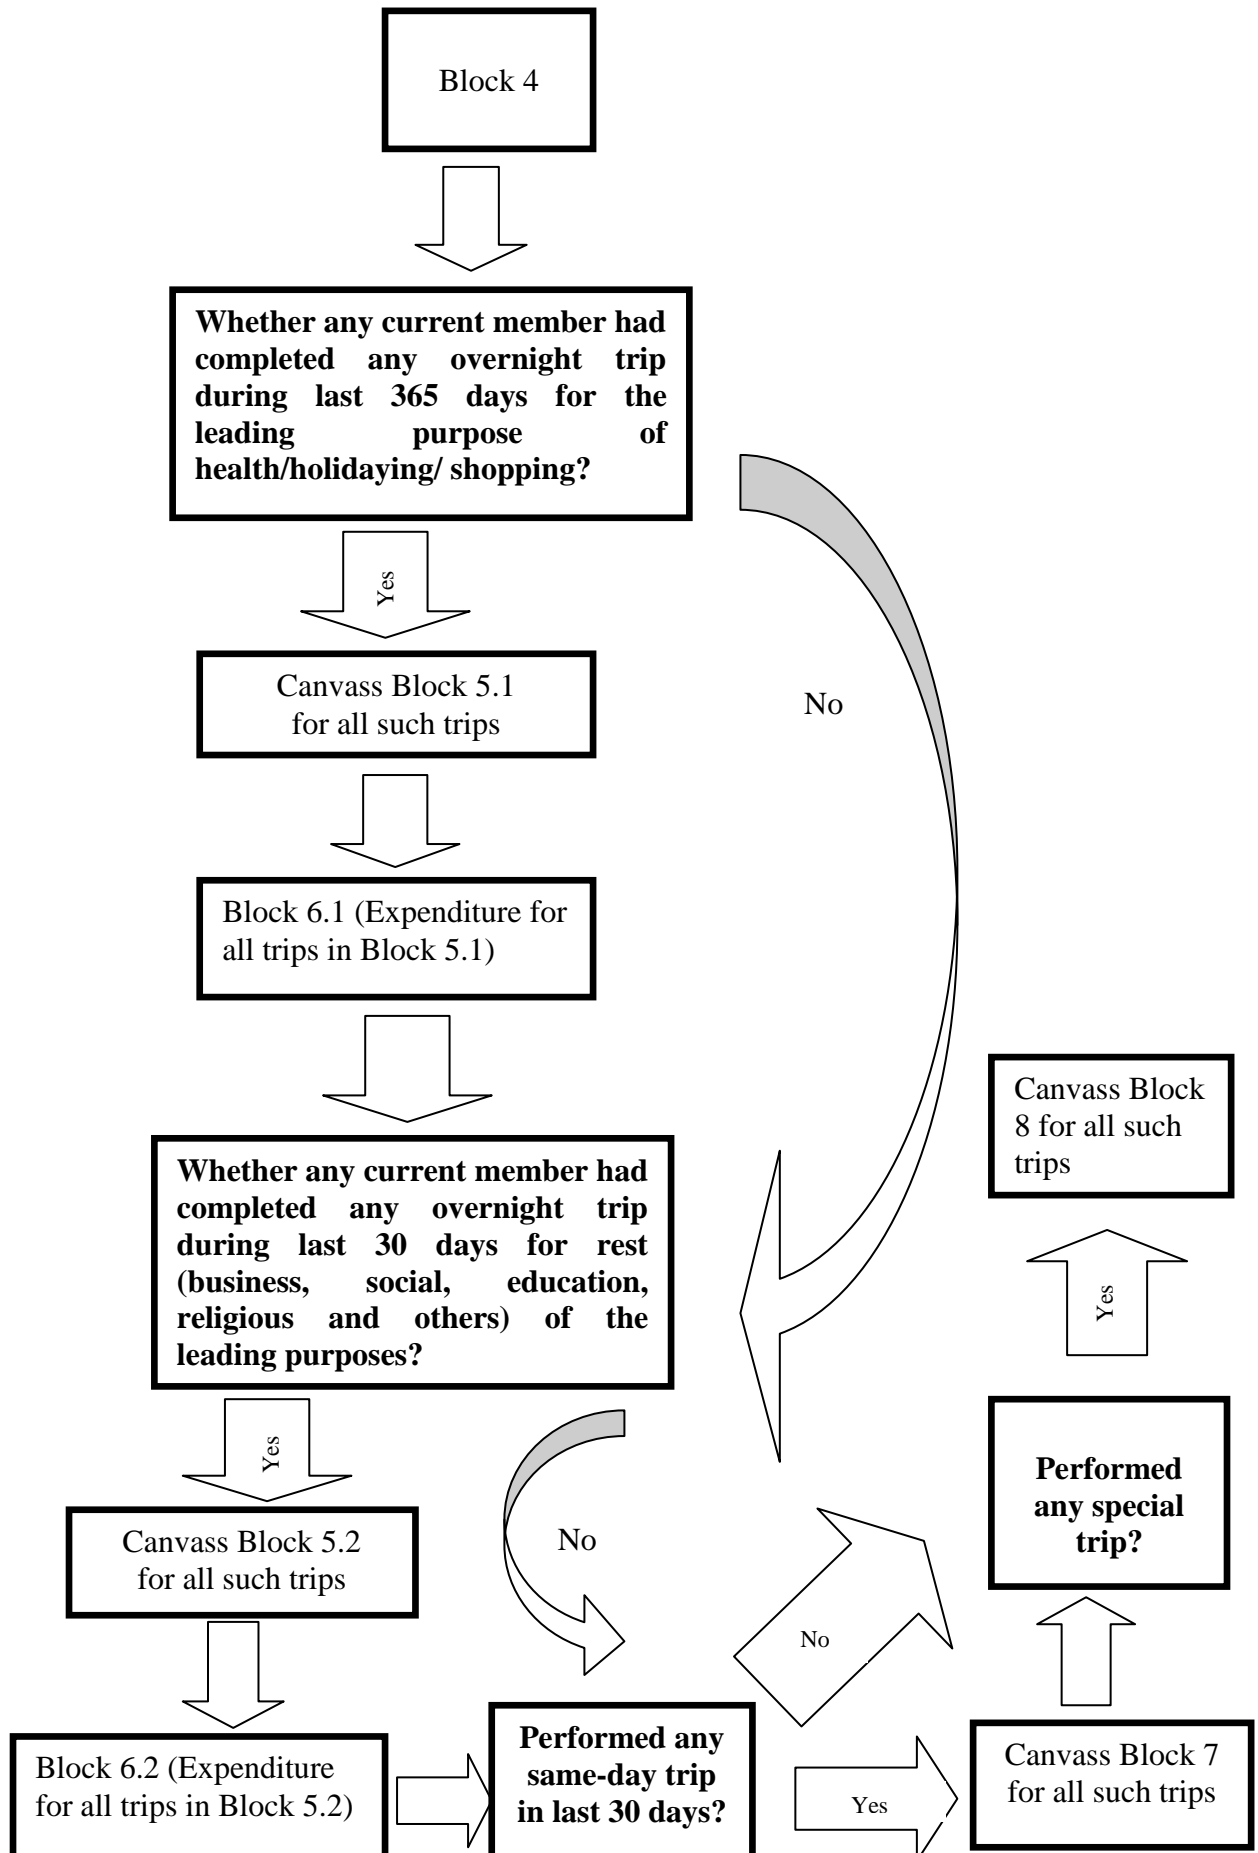 Block 4
Whether any current member had
completed any overnight trip
during last 365 days for the
leading purpose of
health/holidaying/ shopping?
Yes
No
Canvass Block 5.1
for all such trips
Block 6.1 (Expenditure for
all trips in Block 5.1)
Whether any current member had
completed any overnight trip
during last 30 days for rest
(business, social, education,
religious and others) of the
leading purposes?
Yes
No
Canvass Block 5.2
for all such trips
Block 6.2 (Expenditure
for all trips in Block 5.2)
Performed any
same-day trip
in last 30 days?
No
Yes
Canvass Block 7
for all such trips
Performed
any special
trip?
Yes
Canvass Block
8 for all such
trips